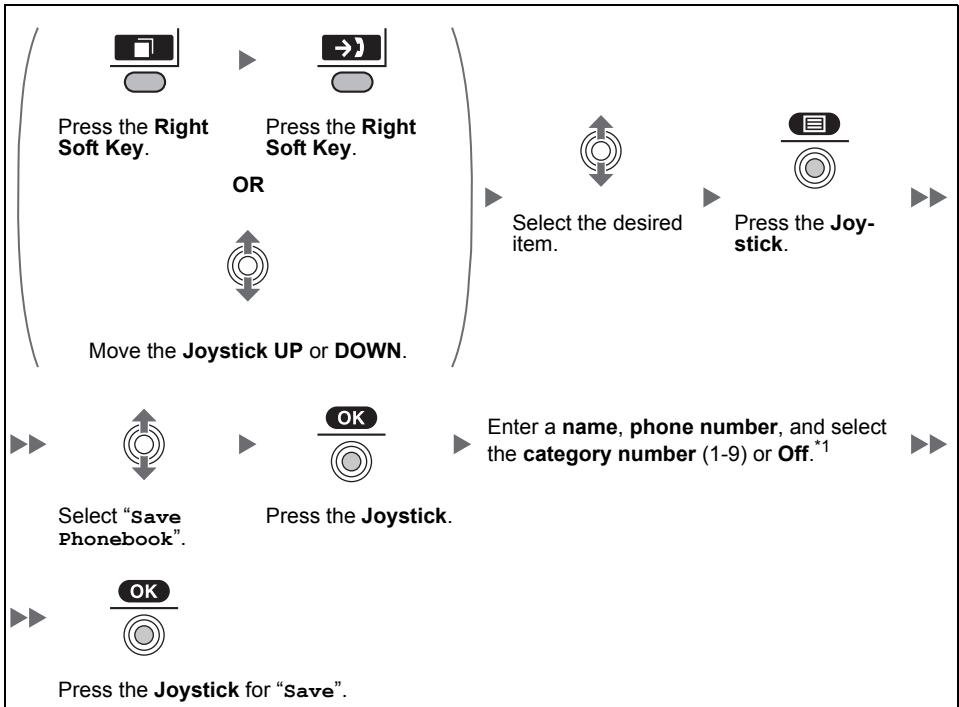 Press the Right
Soft Key.
Press the Right
Soft Key.
OR
Move the Joystick UP or DOWN.
Select the desired
item.
Press the Joy-
stick.
OK
Select “Save
Phonebook”.
Press the Joystick.
Enter a name, phone number, and select
the category number (1-9) or Off.*1
OK
Press the Joystick for “Save”.